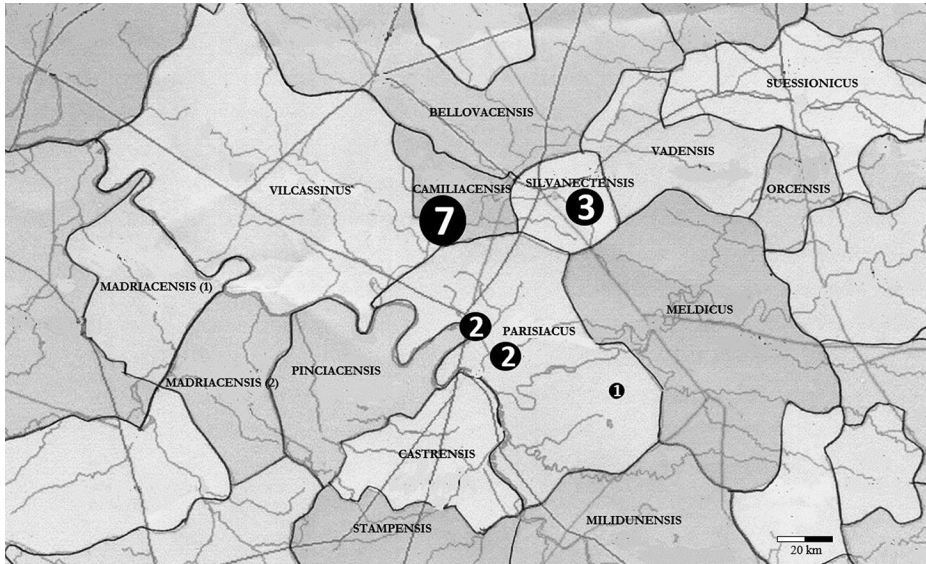 SUESSIONICUS
BELLOVACENSIS
VADENSIS
VILCASSINUS
CAMILIACENSIS
SILVANECTENSIS
ORCENSIS
7
3
MADRIACENSIS (1)
MELDICUS
2
PARISIACUS
2
PINCIACENSIS
MADRIACENSIS (2)
1
CASTRENSIS
STAMPENSIS
MILIDUNENSIS
20 km